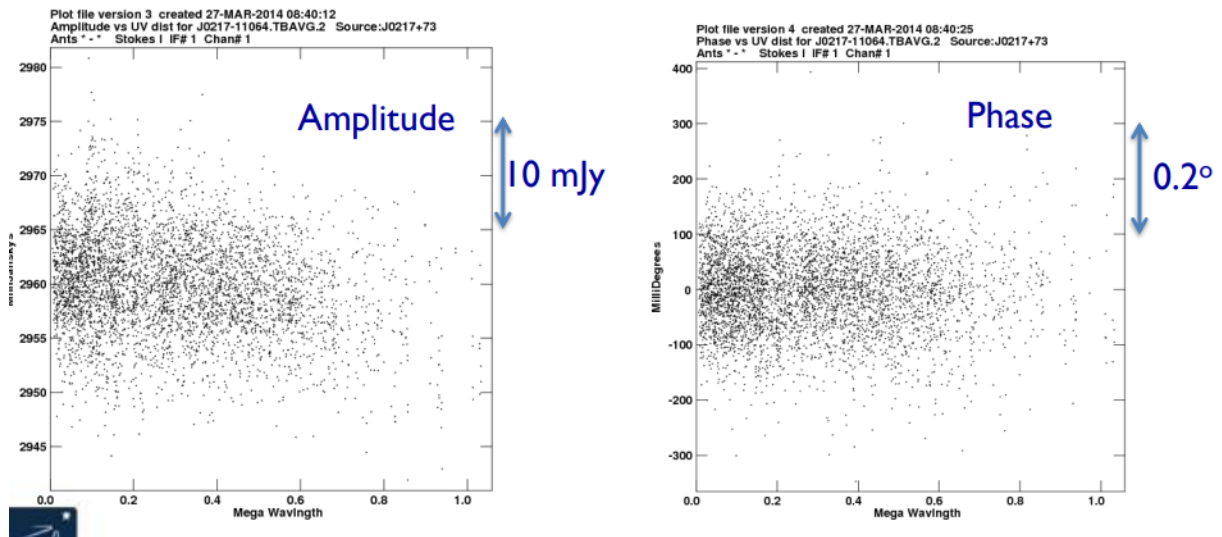 Plot file version 3 created 27-MAR-2014 08:40:12
Amplitude vs UV dist for J0217-11064.TBAVG.2 Source:J0217+73
Ants * - * Stokes I IF# 1 Chan# 1
2980
2975
2970
2965
2960
2955
2950
2945
Amplitude
10 mJy
0.0
0.2
0.4
0.6
0.8
1.0
Mega Wavlngth
Plot file version 4 created 27-MAR-2014 08:40:25
Phase vs UV dist for J0217-11064.TBAVG.2 Source:J0217+73
Ants * - * Stokes I IF# 1 Chan# 1
400
300
200
100
0
-100
-200
-300
MilliDegrees
Phase
0.2°
0.0
0.2
0.4
0.6
0.8
1.0
Mega Wavlngth